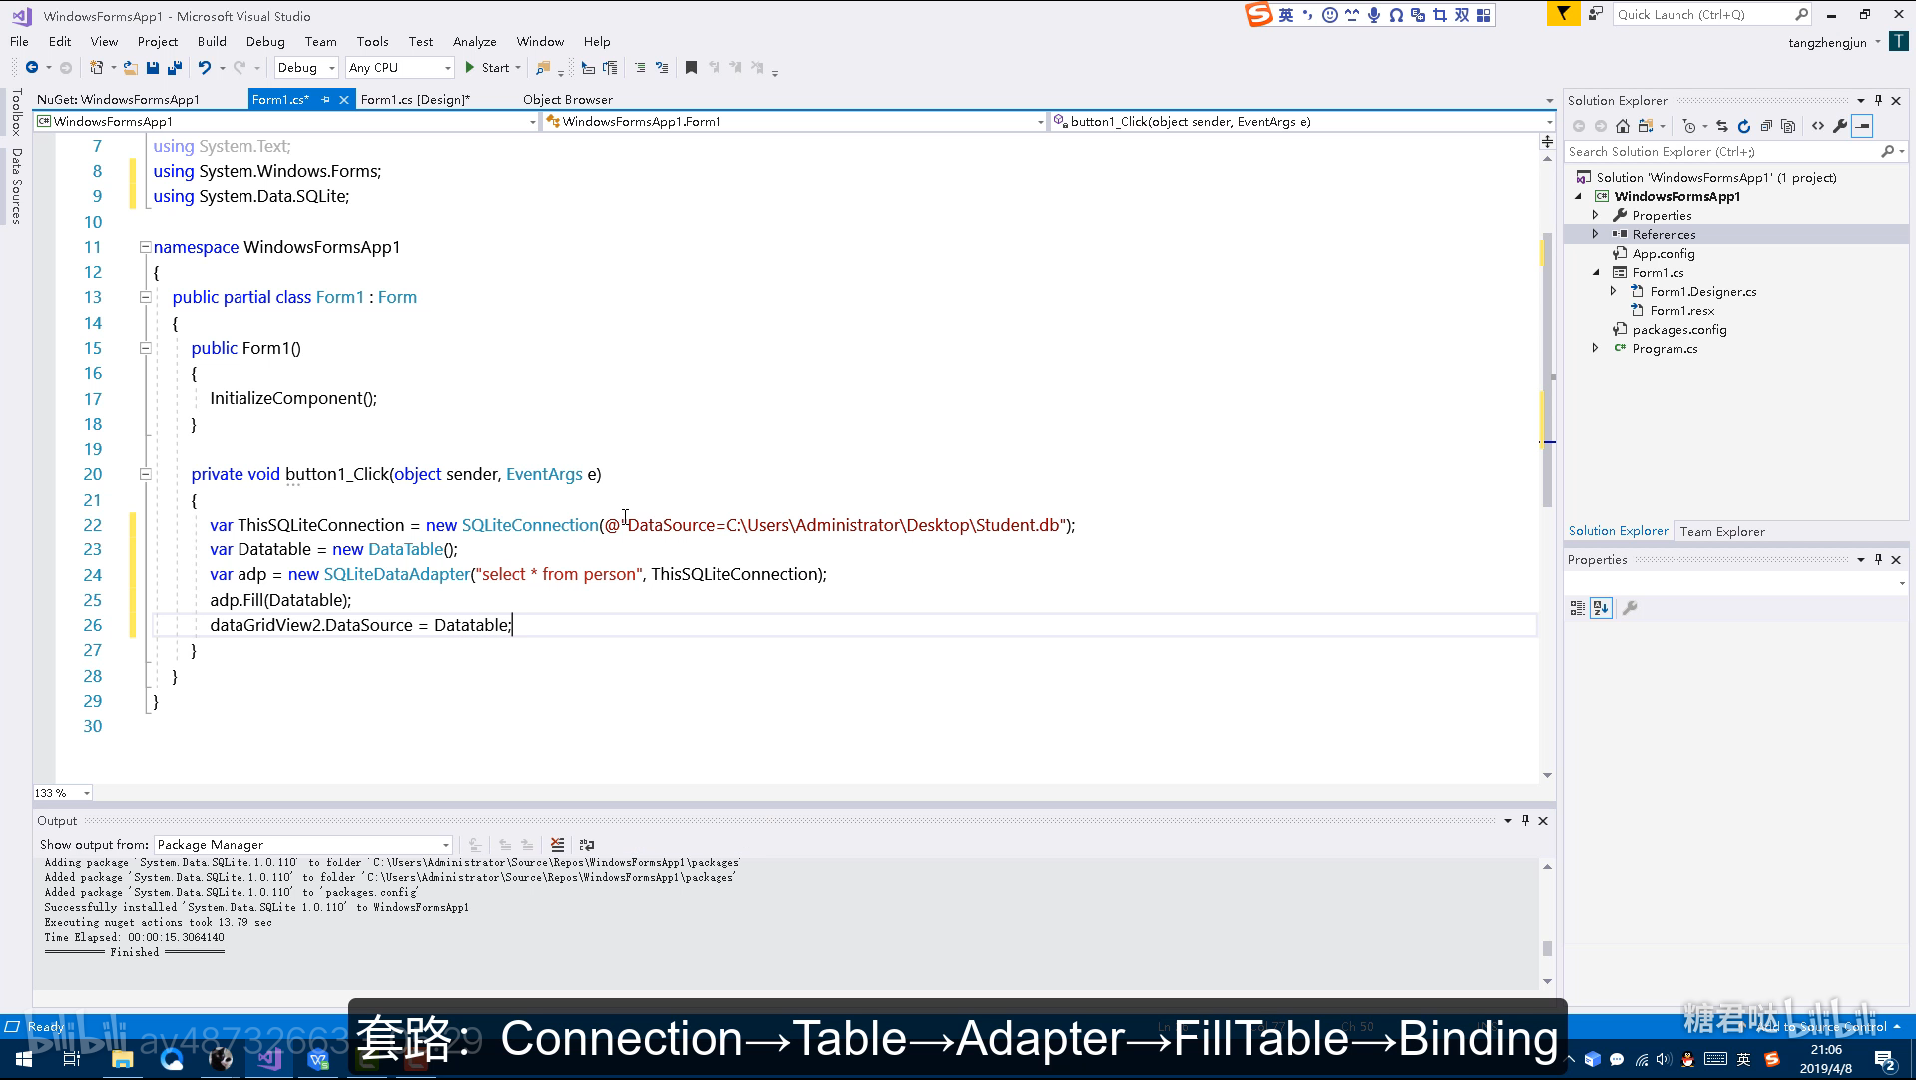 WindowsFormsApp1 - Microsoft Visual Studio
英
双
Quick Launch (Ctrl+Q)
File Edit View Project Build Debug Team Tools Test Analyze Window Help
tangzhengjun
T
Debug Any CPU Start
NuGet: WindowsFormsApp1 Form1.cs* Form1.cs [Design]* Object Browser
WindowsFormsApp1 WindowsFormsApp1.Form1 button1_Click(object sender, EventArgs e)
Toolbox
Data Sources
7 using System.Text;
8 using System.Windows.Forms;
9 using System.Data.SQLite;
10
11 namespace WindowsFormsApp1
12 {
13 public partial class Form1 : Form
14 {
15 public Form1()
16 {
17 InitializeComponent();
18 }
19
20 private void button1_Click(object sender, EventArgs e)
21 {
22 var ThisSQLiteConnection = new SQLiteConnection(@"DataSource=C:\Users\Administrator\Desktop\Student.db");
23 var Datatable = new DataTable();
24 var adp = new SQLiteDataAdapter("select * from person", ThisSQLiteConnection);
25 adp.Fill(Datatable);
26 dataGridView2.DataSource = Datatable;
27 }
28 }
29 }
30
133 %
Solution Explorer
Search Solution Explorer (Ctrl+;)
Solution 'WindowsFormsApp1' (1 project)
WindowsFormsApp1
Properties
References
App.config
Form1.cs
Form1.Designer.cs
Form1.resx
packages.config
Program.cs
Solution Explorer Team Explorer
Properties
Output
Show output from: Package Manager
Adding package 'System.Data.SQLite.1.0.110' to folder 'C:\Users\Administrator\Source\Repos\WindowsFormsApp1\packages'
Added package 'System.Data.SQLite.1.0.110' to folder 'C:\Users\Administrator\Source\Repos\WindowsFormsApp1\packages'
Added package 'System.Data.SQLite.1.0.110' to 'packages.config'
Successfully installed 'System.Data.SQLite 1.0.110' to WindowsFormsApp1
Executing nuget actions took 13.79 sec
Time Elapsed: 00:00:15.3064140
========== Finished ==========
Ready
Ch 50
Add to Source Control
糖君哒 bilibili
bilibili
套路：Connection→Table→Adapter→FillTable→Binding
英
21:06
2019/4/8
2